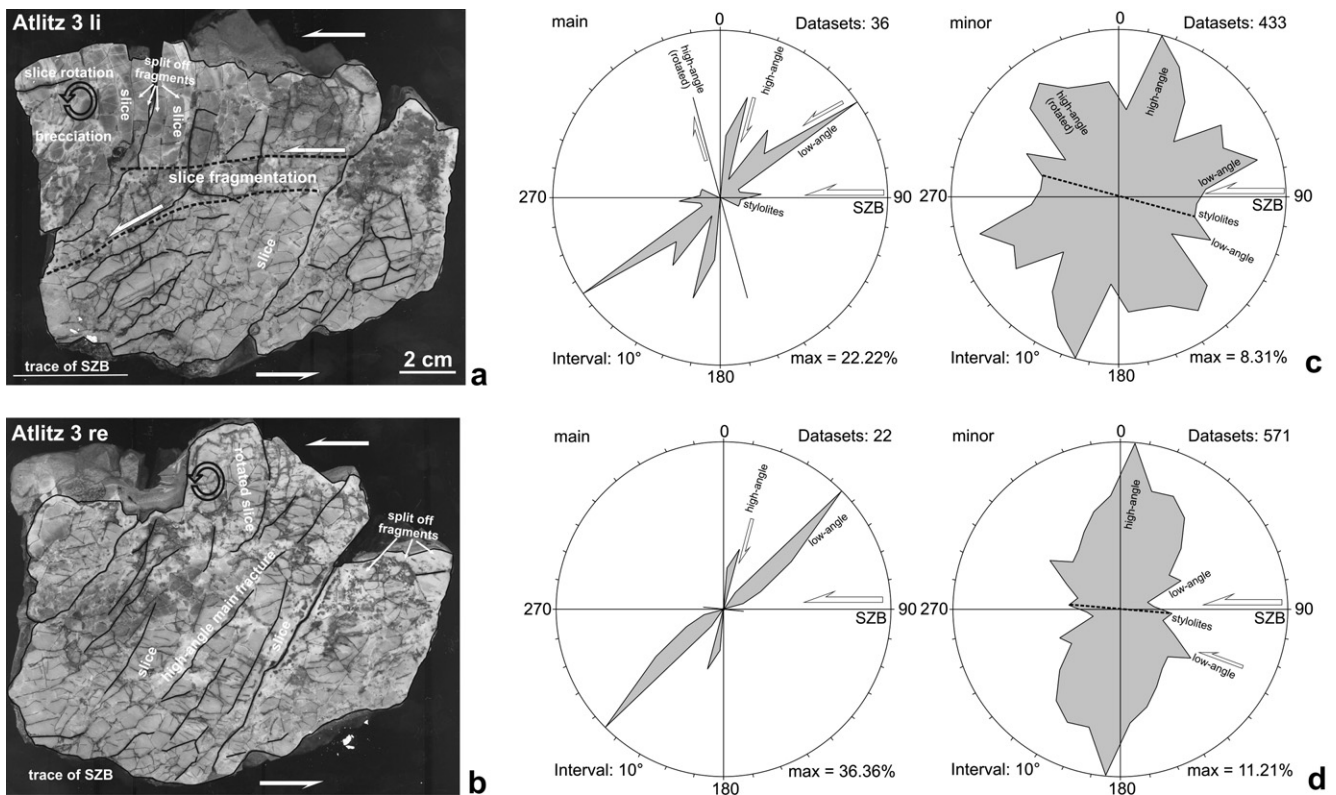 Atlitz 3 li
slice rotation
brecciation
slice
split off
fragments
slice
slice fragmentation
slice
trace of SZB
2 cm
a
main
0
Datasets: 36
high-angle
(rotated)
high-angle
low-angle
270
90
SZB
stylolites
Interval: 10°
180
max = 22.22%
minor
0
Datasets: 433
high-angle
(rotated)
high-angle
low-angle
270
90
SZB
stylolites
low-angle
Interval: 10°
180
max = 8.31%
c
Atlitz 3 re
rotated slice
split off
fragments
slice
high-angle main fracture
slice
trace of SZB
b
main
0
Datasets: 22
high-angle
low-angle
270
90
SZB
Interval: 10°
180
max = 36.36%
minor
0
Datasets: 571
high-angle
low-angle
270
90
SZB
stylolites
low-angle
Interval: 10°
180
max = 11.21%
d